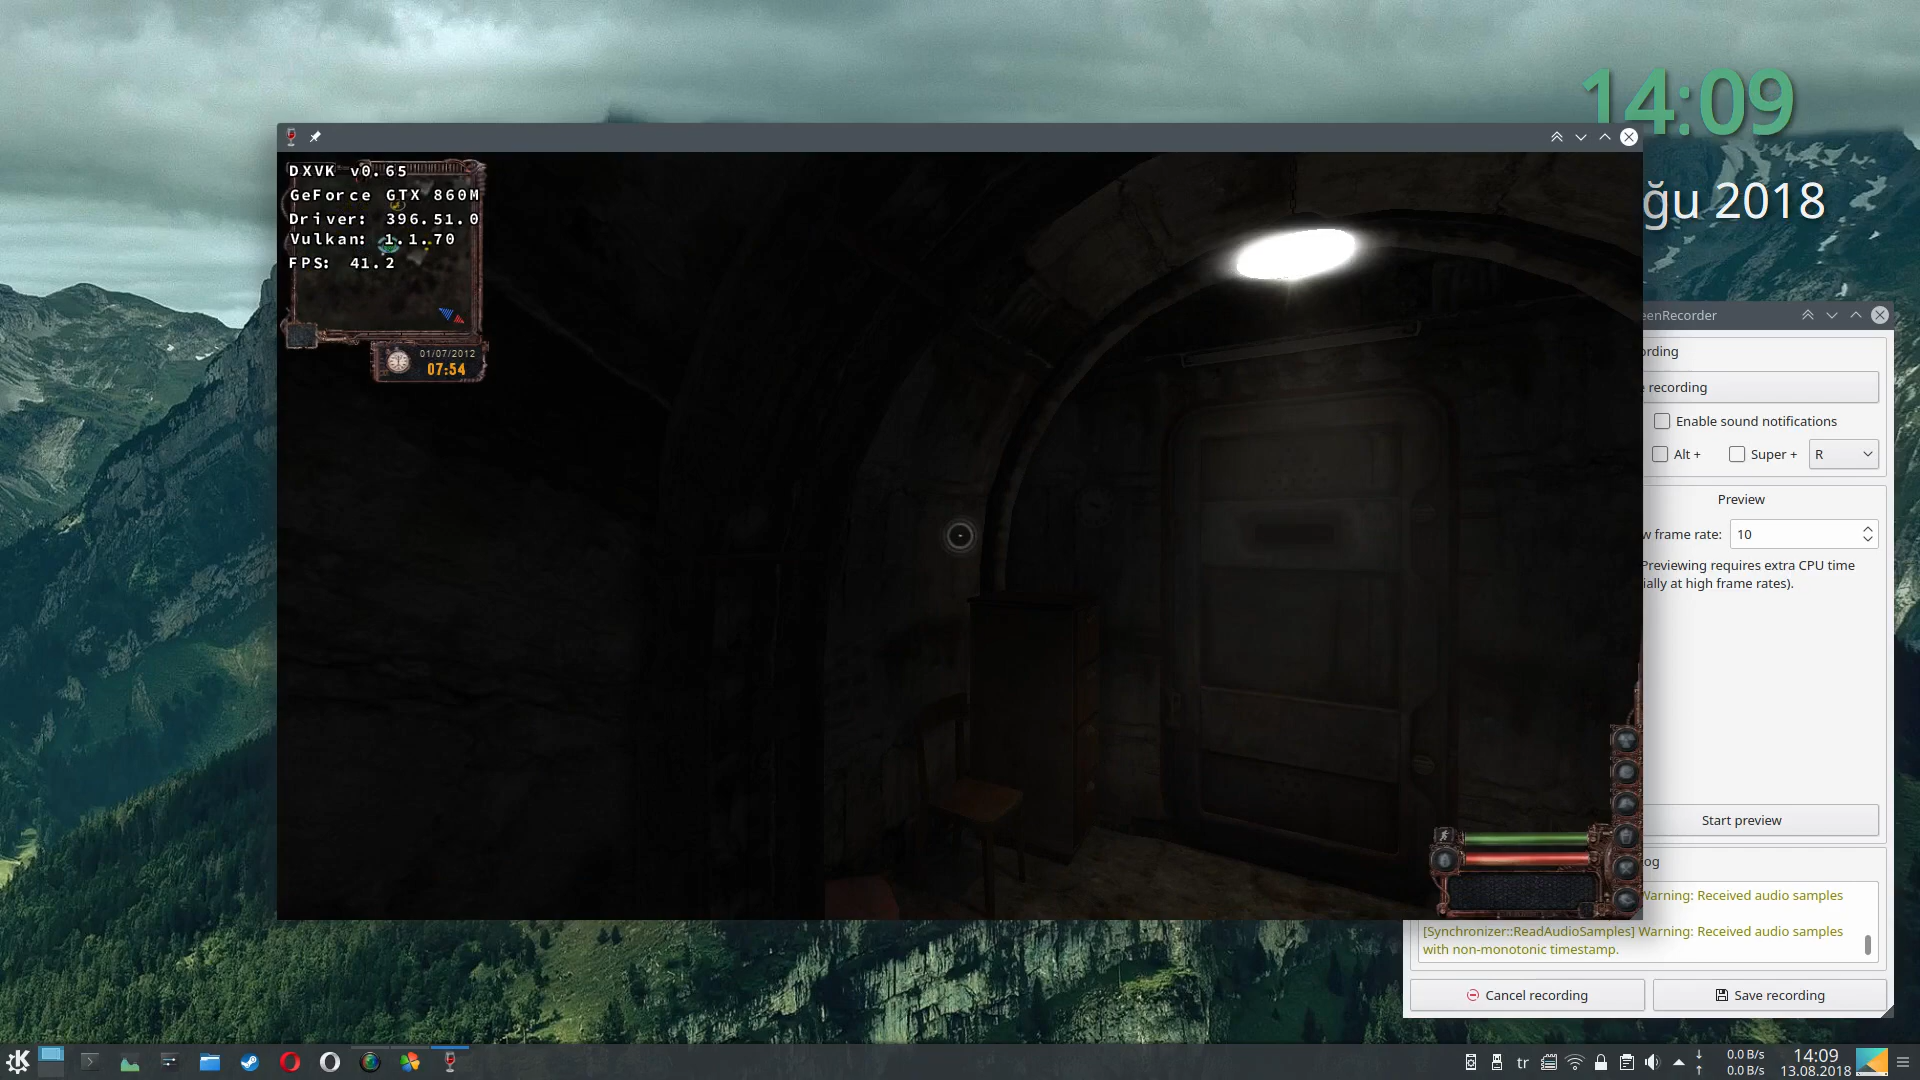 14:09
ğu 2018
DXVK v0.65
GeForce GTX 860M
Driver: 396.51.0
Vulkan: 1.1.70
FPS: 41.2
01/07/2012
07:54
eenRecorder
ording
recording
Enable sound notifications
Alt +
Super +
R
Preview
w frame rate:
10
Previewing requires extra CPU time
ially at high frame rates).
Start preview
og
Warning: Received audio samples
[Synchronizer::ReadAudioSamples] Warning: Received audio samples
with non-monotonic timestamp.
Cancel recording
Save recording
tr
0.0 B/s
0.0 B/s
14:09
13.08.2018